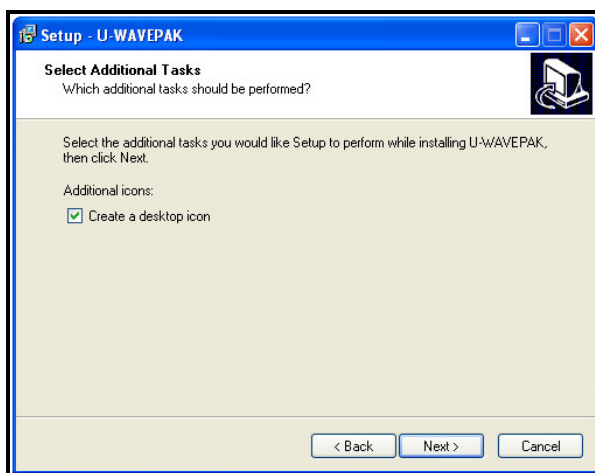 Setup - U-WAVEPAK
Select Additional Tasks
Which additional tasks should be performed?
Select the additional tasks you would like Setup to perform while installing U-WAVEPAK,
then click Next.
Additional icons:
Create a desktop icon
< Back Next > Cancel